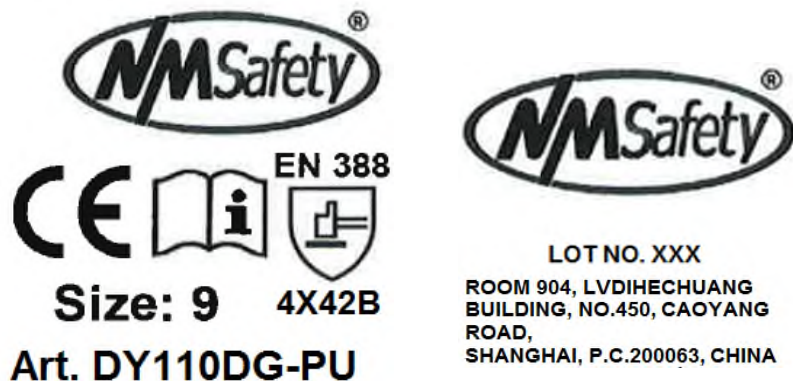 NMSafety®
CE i EN 388
Size: 9 4X42B
Art. DY110DG-PU
NMSafety®
LOT NO. XXX
ROOM 904, LVDIHECHUANG
BUILDING, NO.450, CAOYANG
ROAD,
SHANGHAI, P.C.200063, CHINA